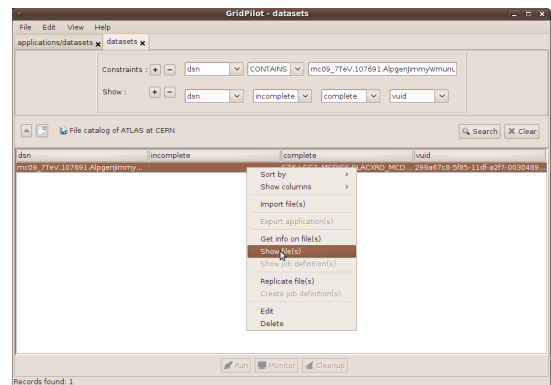 GridPilot - datasets
File Edit View Help
applications/datasets datasets
Constraints : + − dsn CONTAINS mc09_7TeV.107691.AlpgenJimmyWmunu
Show : + − dsn incomplete complete vuid
File catalog of ATLAS at CERN Search Clear
dsn incomplete complete vuid
mc09_7TeV.107691.AlpgenJimmy... 299a67c8-5f85-11df-a2f7-0030489...
Sort by
Show columns
Import file(s)
Export application(s)
Get info on file(s)
Show file(s)
Show job definition(s)
Replicate file(s)
Create job definition(s)
Edit
Delete
Run Monitor Cleanup
Records found: 1